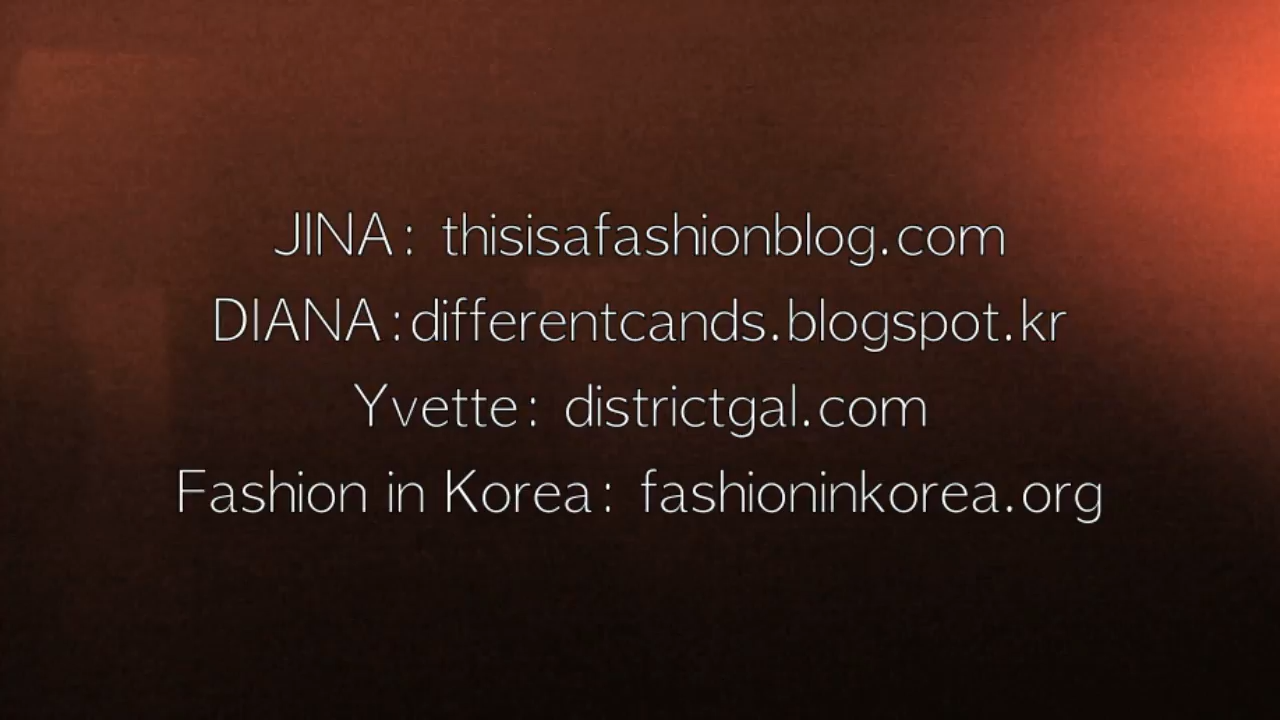 JINA: thisisafashionblog.com
DIANA:differentcands.blogspot.kr
Yvette: districtgal.com
Fashion in Korea: fashioninkorea.org